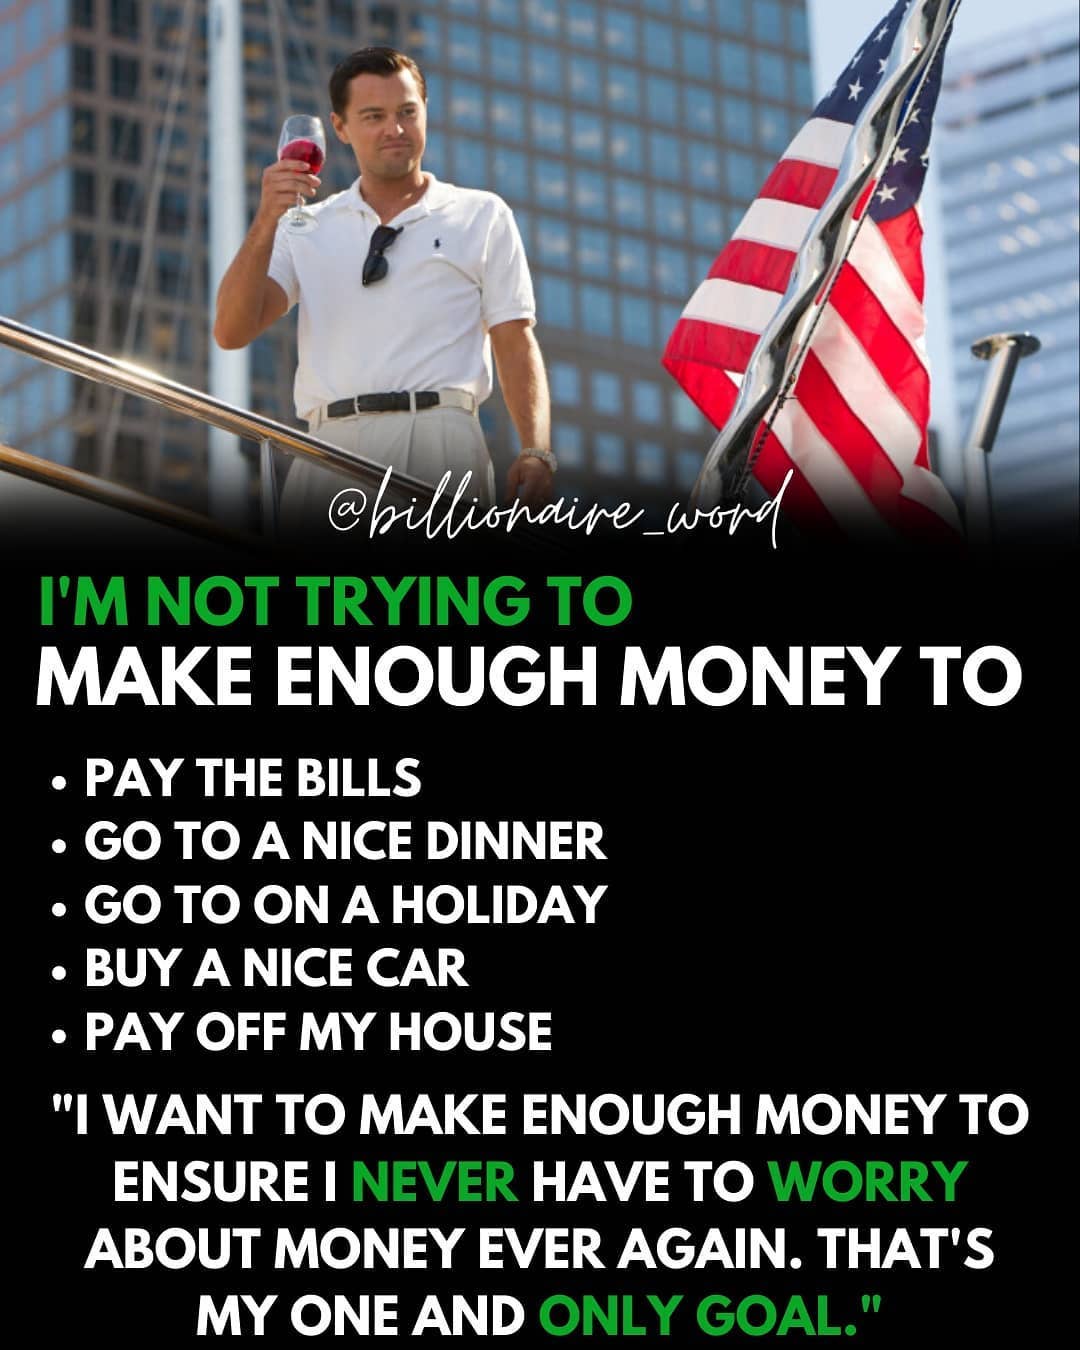 @billionaire_word
I'M NOT TRYING TO
MAKE ENOUGH MONEY TO
• PAY THE BILLS
• GO TO A NICE DINNER
• GO TO ON A HOLIDAY
• BUY A NICE CAR
• PAY OFF MY HOUSE
"I WANT TO MAKE ENOUGH MONEY TO
ENSURE I NEVER HAVE TO WORRY
ABOUT MONEY EVER AGAIN. THAT'S
MY ONE AND ONLY GOAL."